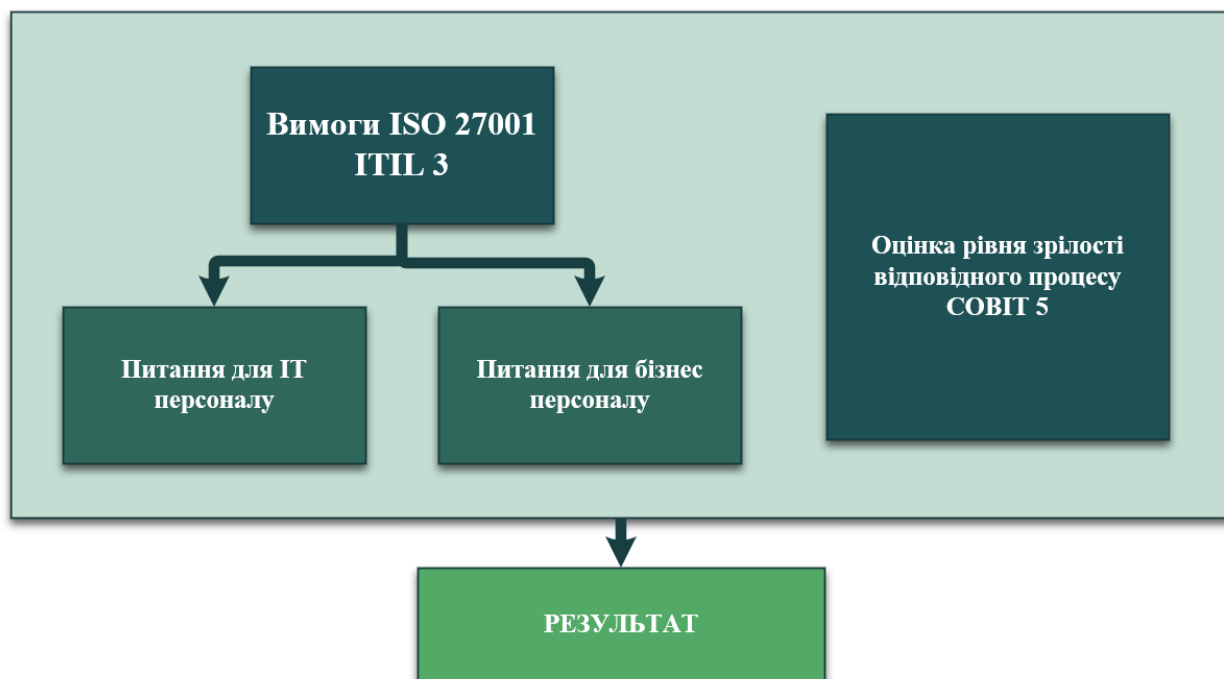 Вимоги ISO 27001
ITIL 3
Оцінка рівня зрілості
відповідного процесу
COBIT 5
Питання для ІТ
персоналу
Питання для бізнес
персоналу
РЕЗУЛЬТАТ